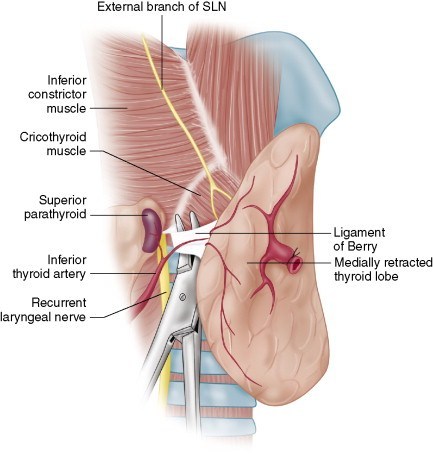 External branch of SLN
Inferior
constrictor
muscle
Cricothyroid
muscle
Superior
parathyroid
Inferior
thyroid artery
Recurrent
laryngeal nerve
Ligament
of Berry
Medially retracted
thyroid lobe